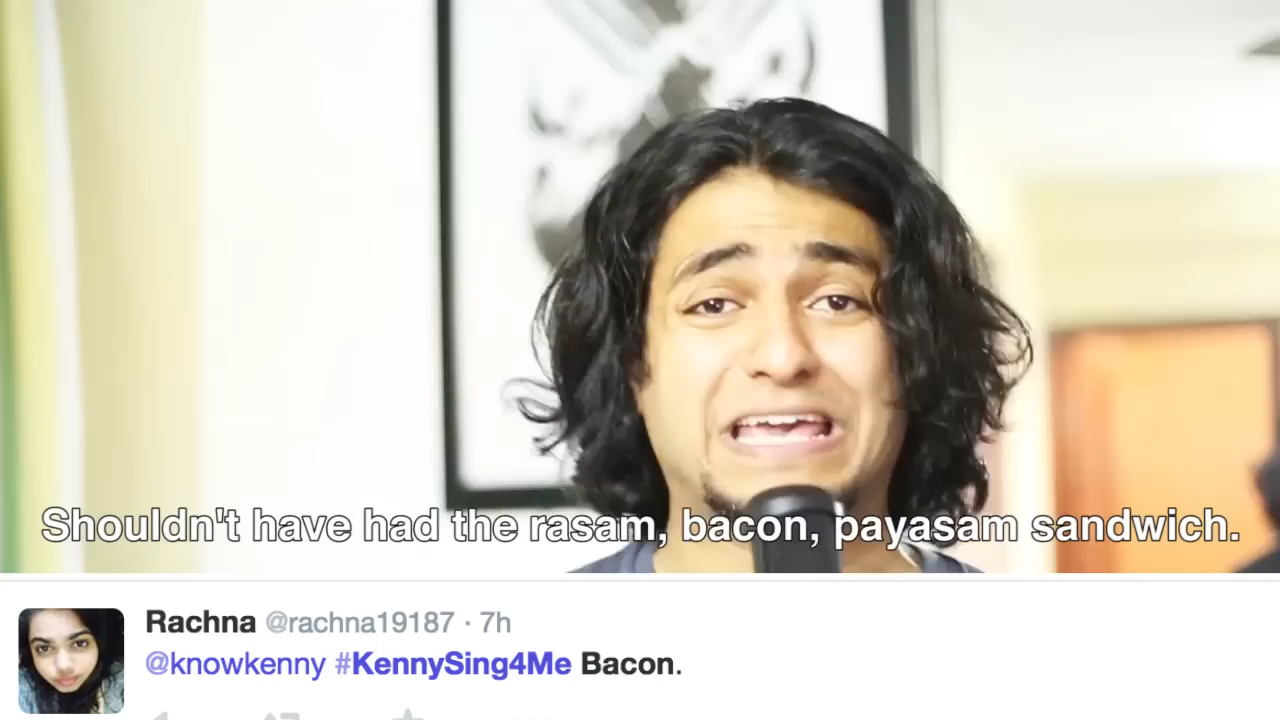 Shouldn't have had the rasam, bacon, payasam sandwich.
Rachna @rachna19187 · 7h
@knowkenny #KennySing4Me Bacon.